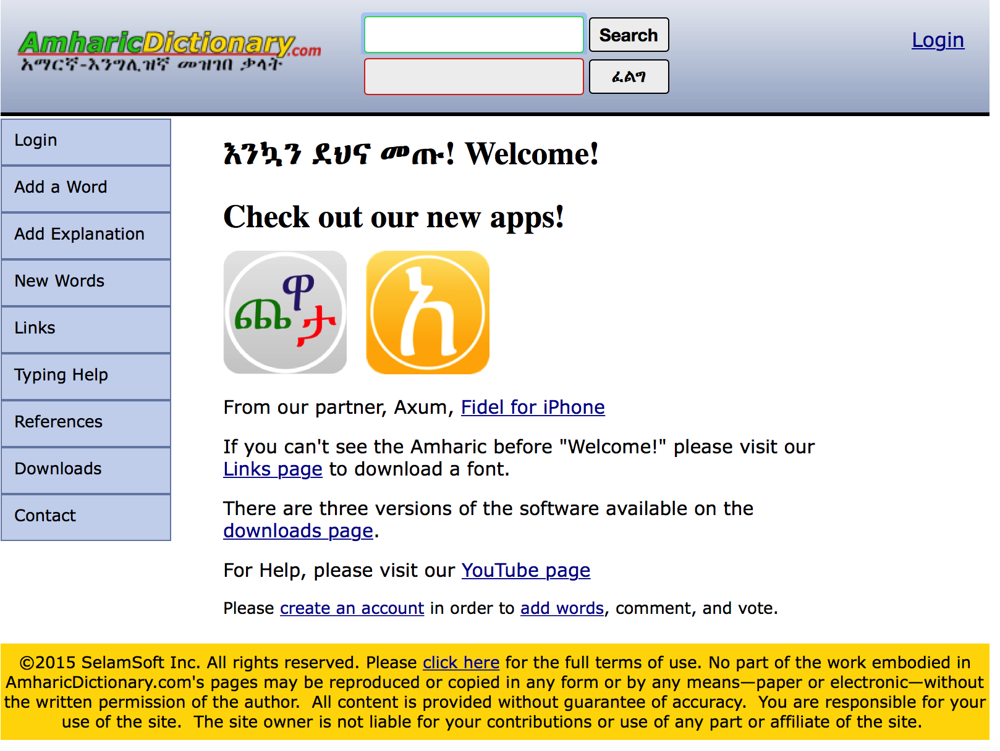 AmharicDictionary.com
አማርኛ-እንግሊዝኛ መዝገበ ቃላት
Search
ፈልግ
Login
Login
Add a Word
Add Explanation
New Words
Links
Typing Help
References
Downloads
Contact
እንኳን ደህና መጡ! Welcome!
Check out our new apps!
ጨዋታ
አ
From our partner, Axum, Fidel for iPhone
If you can't see the Amharic before "Welcome!" please visit our
Links page to download a font.
There are three versions of the software available on the
downloads page.
For Help, please visit our YouTube page
Please create an account in order to add words, comment, and vote.
©2015 SelamSoft Inc. All rights reserved. Please click here for the full terms of use. No part of the work embodied in
AmharicDictionary.com's pages may be reproduced or copied in any form or by any means—paper or electronic—without
the written permission of the author.  All content is provided without guarantee of accuracy.  You are responsible for your
use of the site.  The site owner is not liable for your contributions or use of any part or affiliate of the site.